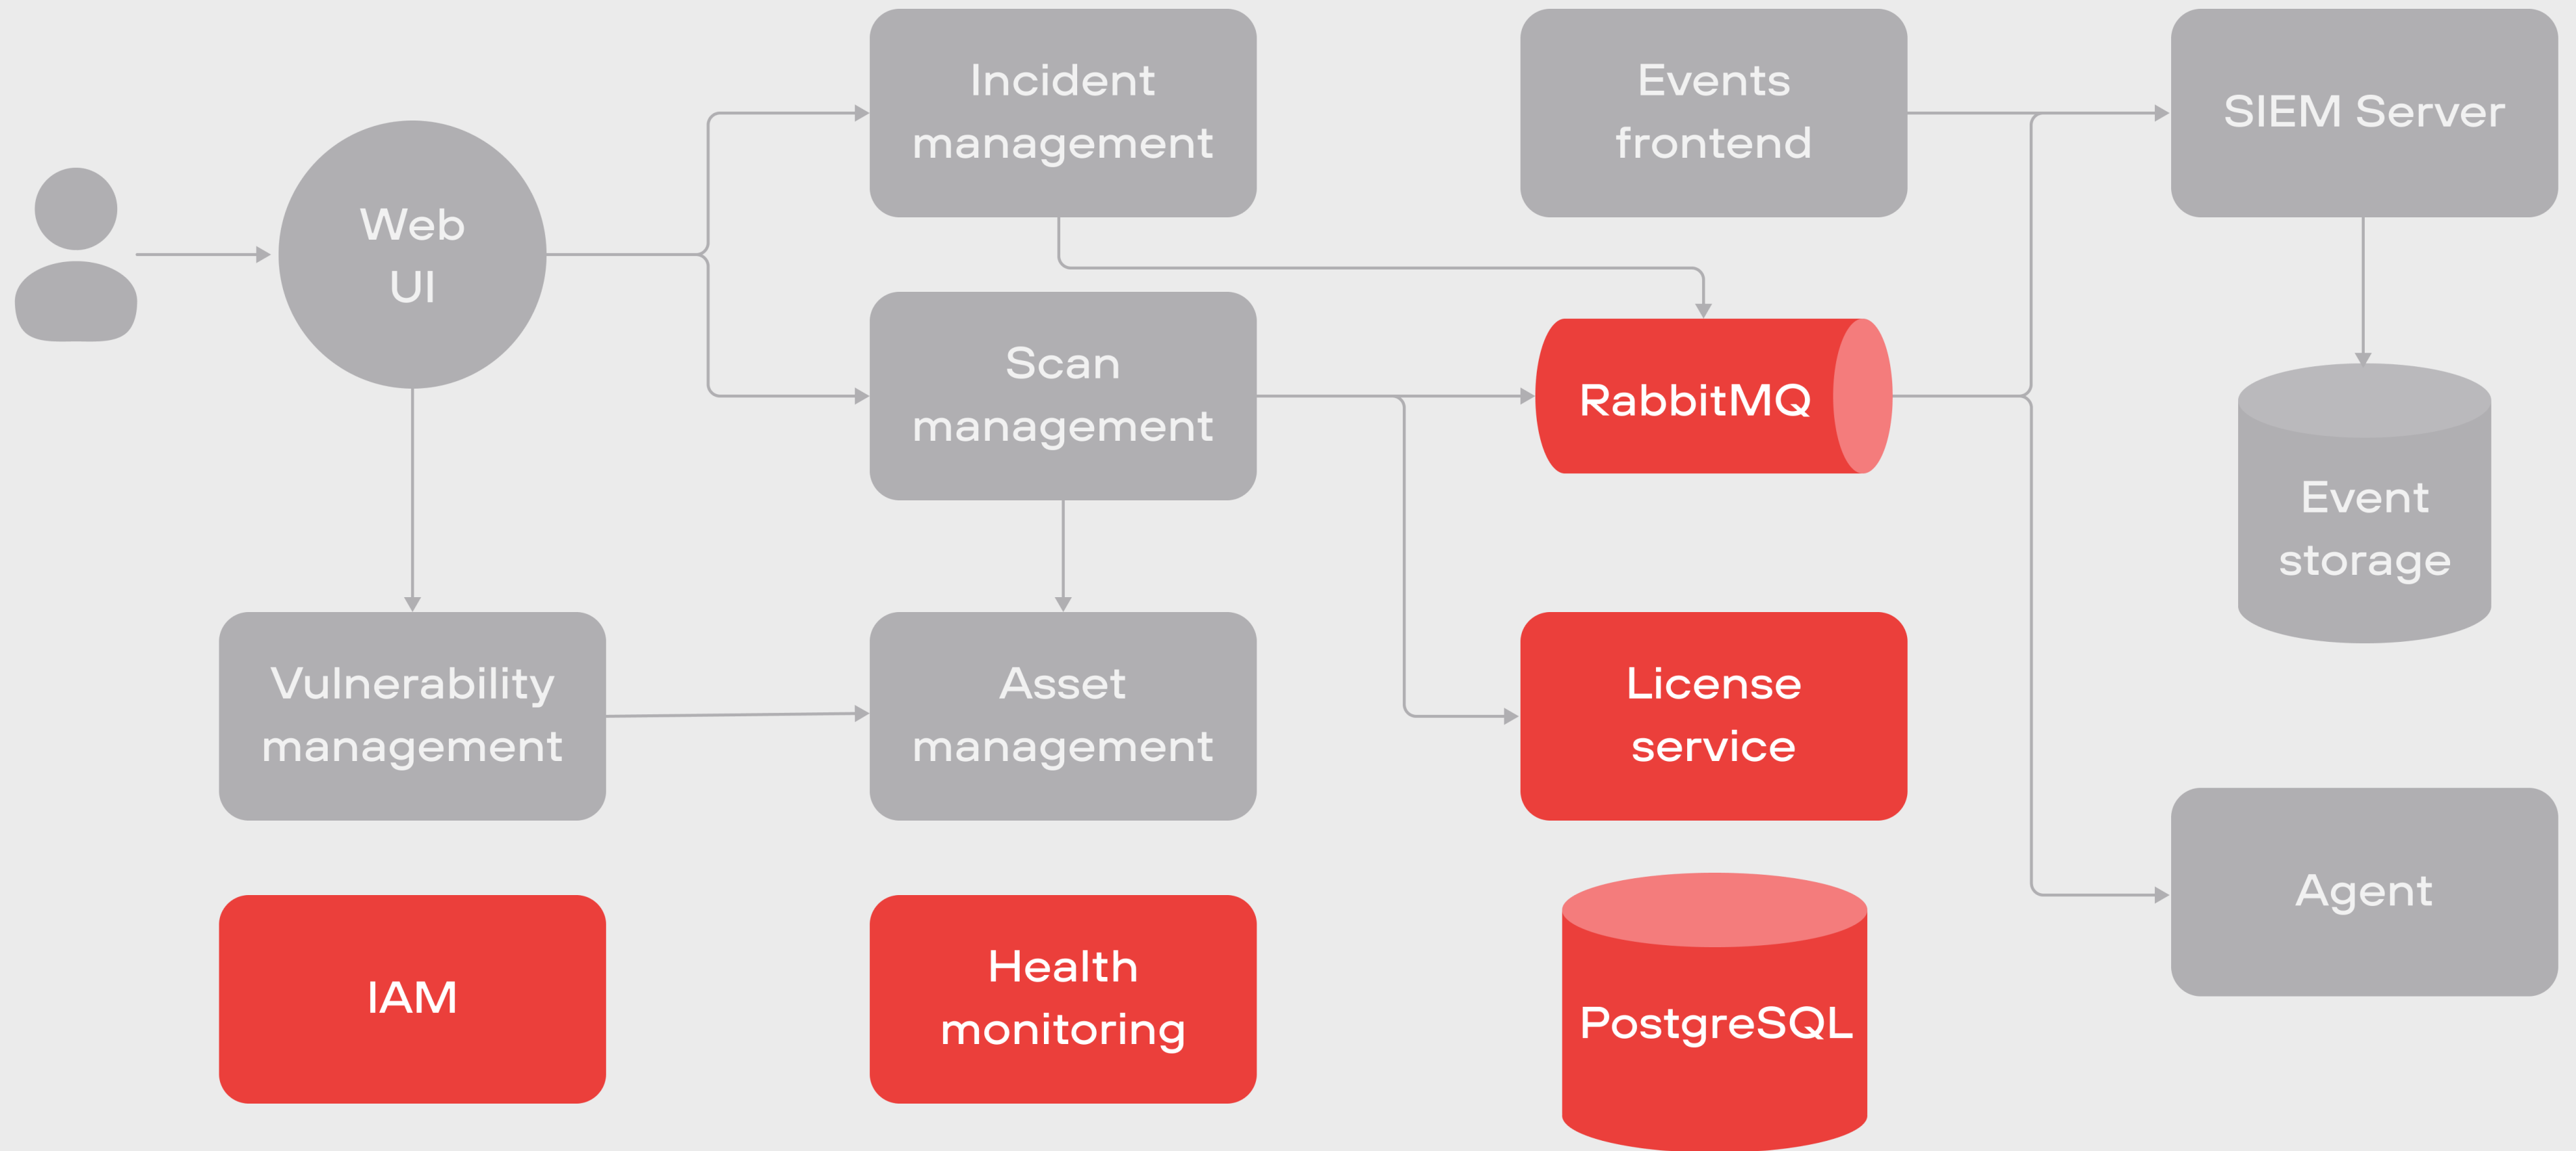 Incident
management
Events
frontend
SIEM Server
Web
UI
Scan
management
RabbitMQ
Event
storage
Vulnerability
management
Asset
management
License
service
Agent
IAM
Health
monitoring
PostgreSQL